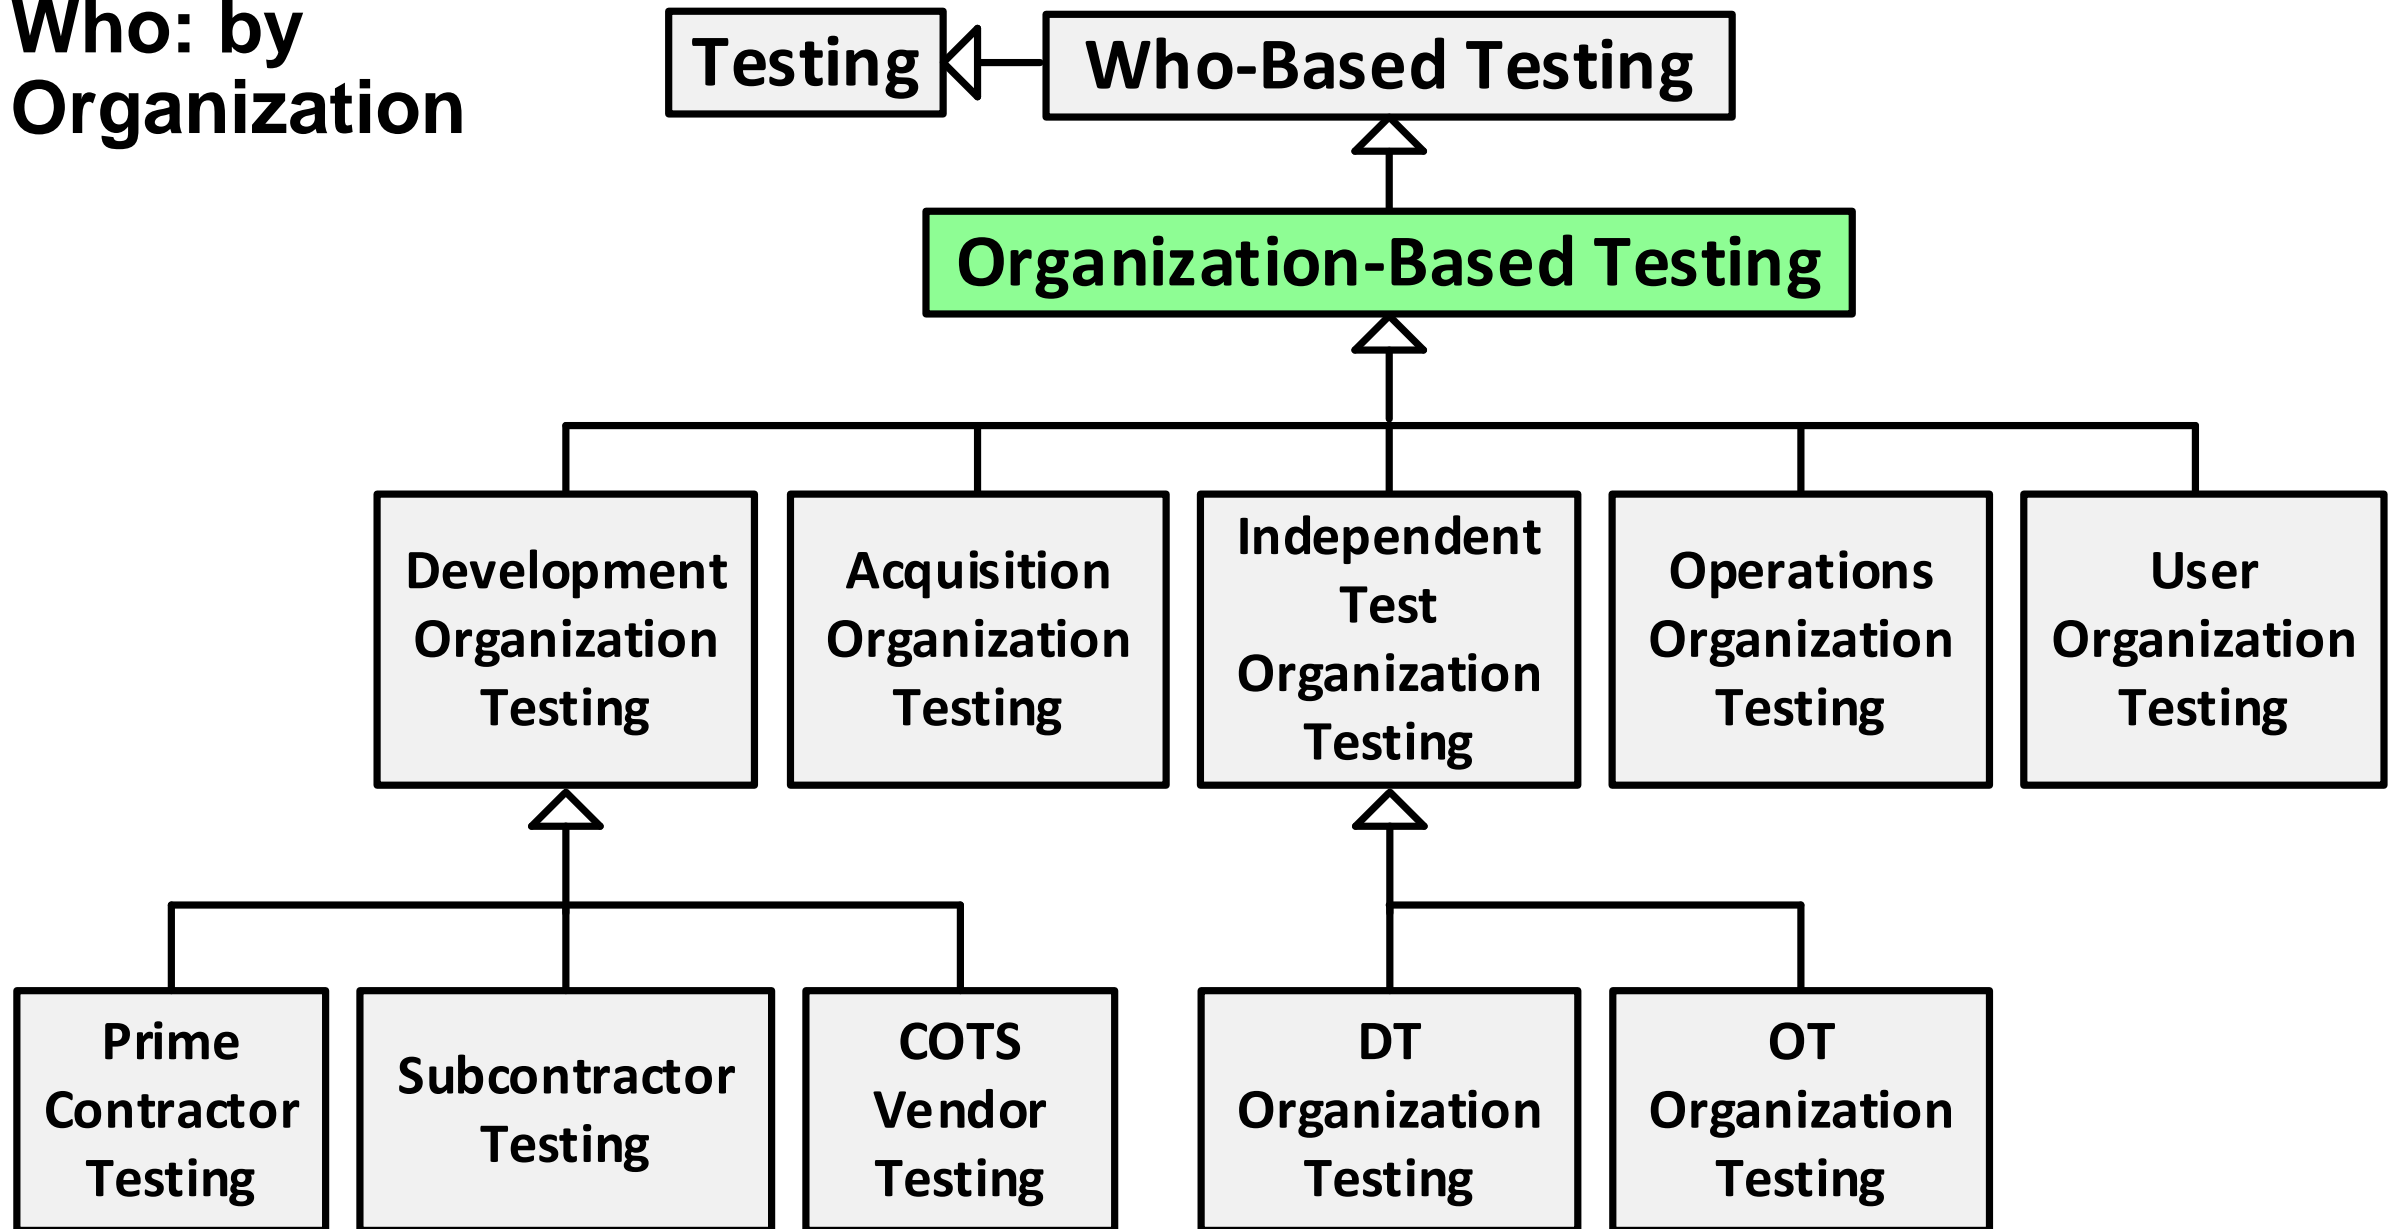 Who: by
Organization
Testing
Who-Based Testing
Organization-Based Testing
Development
Organization
Testing
Acquisition
Organization
Testing
Independent
Test
Organization
Testing
Operations
Organization
Testing
User
Organization
Testing
Prime
Contractor
Testing
Subcontractor
Testing
COTS
Vendor
Testing
DT
Organization
Testing
OT
Organization
Testing